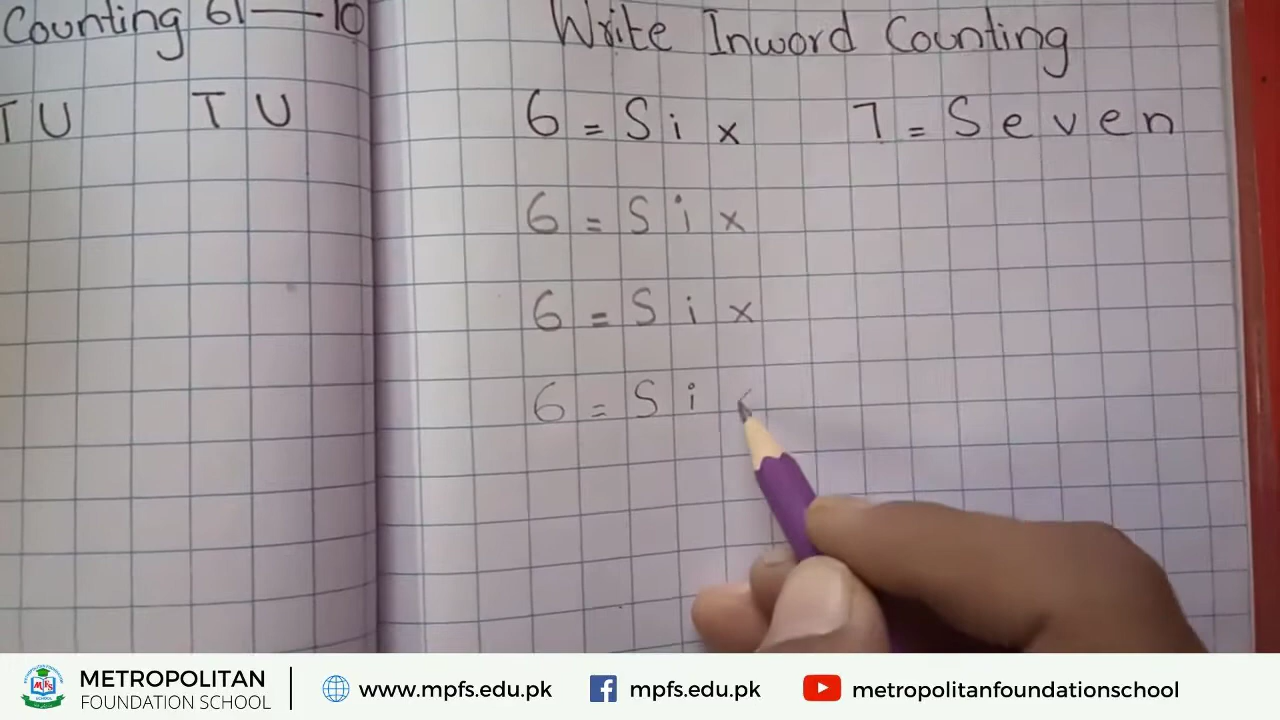 Counting 61—10
T U T U
Write Inword Counting
6 = Six 7 = Seven
6 = Six
6 = Six
6 = Si
METROPOLITAN
FOUNDATION SCHOOL
www.mpfs.edu.pk
mpfs.edu.pk
metropolitanfoundationschool